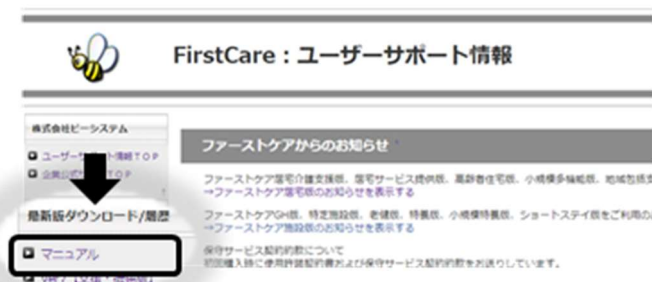 FirstCare：ユーザーサポート情報
株式会社ビーシステム
ユーザーサ ト情報TOP
企業公式 TOP
最新版ダウンロード/履歴
マニュアル
ファーストケアからのお知らせ
ファーストケア居宅介護支援版、居宅サービス提供版、高齢者住宅版、小規模多機能版、地域包括支
→ファーストケア居宅版のお知らせを表示する
ファーストケアGH版、特定施設版、老健版、特養版、小規模特養版、ショートステイ版をご利用のお
→ファーストケア施設版のお知らせを表示する
保守サービス契約約款について
初回購入時に使用許諾契約書および保守サービス契約約款をお送りしています。